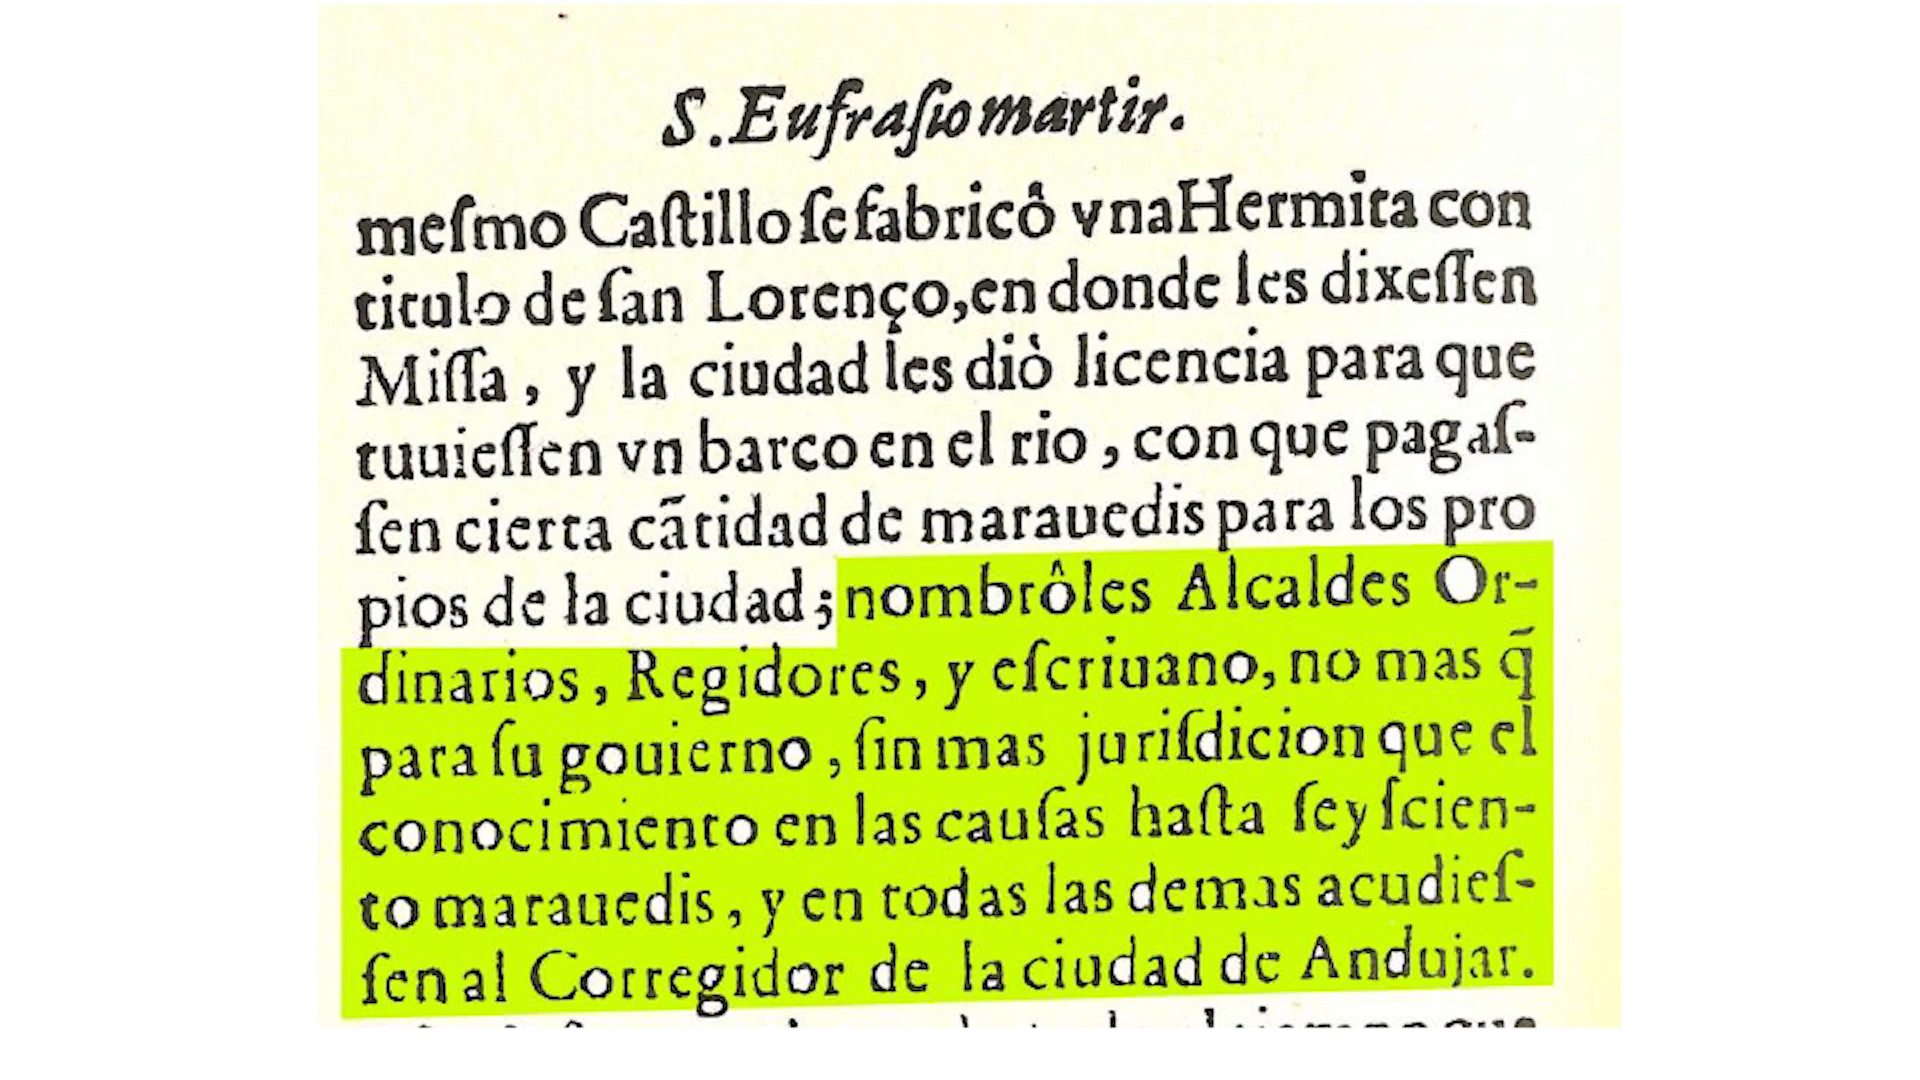 S. Eufraſio martir.
meſmo Caſtillo ſe fabricô vna Hermita con
titulo de ſan Lorenço, en donde les dixeſſen
Miſſa, y la ciudad les diò licencia para que
tuuieſſen vn barco en el rio, con que pagaſ-
ſen cierta cãtidad de marauedis para los pro
pios de la ciudad; nombrôles Alcaldes Or-
dinarios, Regidores, y eſcriuano, no mas q̃
para ſu gouierno, ſin mas juriſdicion que el
conocimiento en las cauſas haſta ſeyſcien-
to marauedis, y en todas las demas acudieſ-
ſen al Corregidor de la ciudad de Andujar.